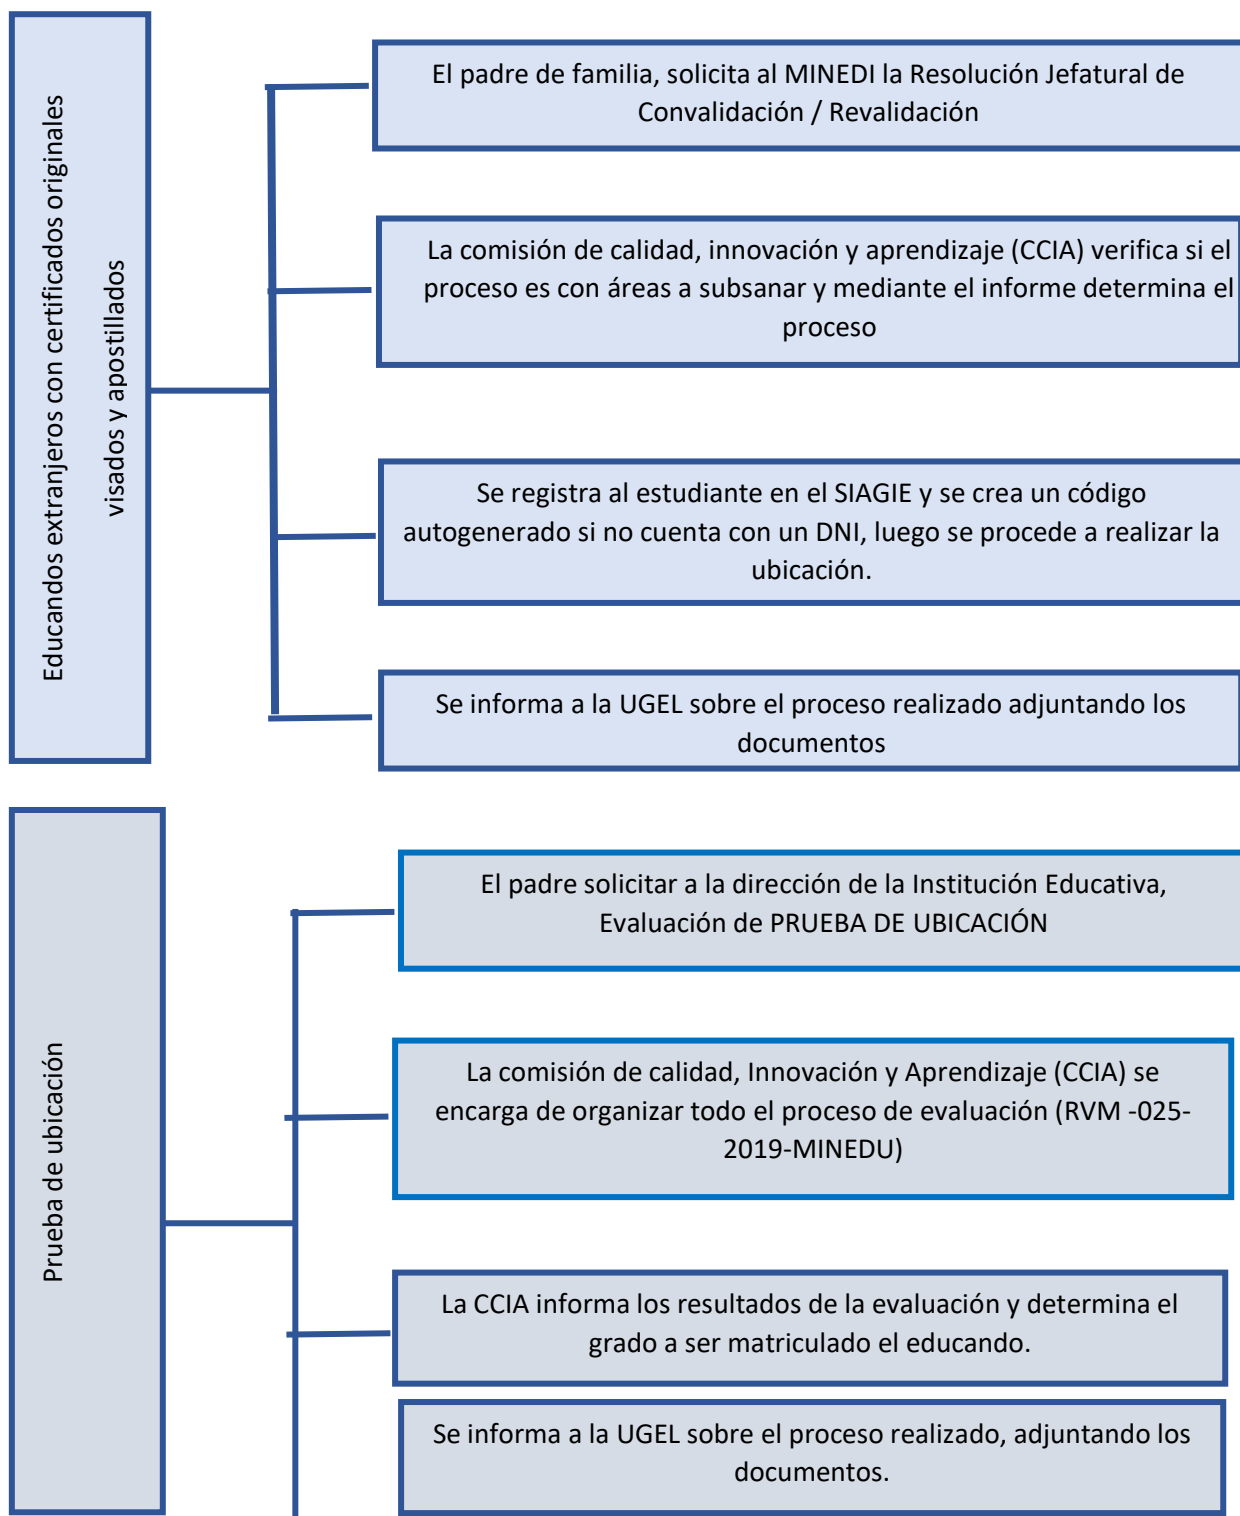 Educandos extranjeros con certificados originales
visados y apostillados
El padre de familia, solicita al MINEDI la Resolución Jefatural de
Convalidación / Revalidación
La comisión de calidad, innovación y aprendizaje (CCIA) verifica si el
proceso es con áreas a subsanar y mediante el informe determina el
proceso
Se registra al estudiante en el SIAGIE y se crea un código
autogenerado si no cuenta con un DNI, luego se procede a realizar la
ubicación.
Se informa a la UGEL sobre el proceso realizado adjuntando los
documentos
Prueba de ubicación
El padre solicitar a la dirección de la Institución Educativa,
Evaluación de PRUEBA DE UBICACIÓN
La comisión de calidad, Innovación y Aprendizaje (CCIA) se
encarga de organizar todo el proceso de evaluación (RVM -025-
2019-MINEDU)
La CCIA informa los resultados de la evaluación y determina el
grado a ser matriculado el educando.
Se informa a la UGEL sobre el proceso realizado, adjuntando los
documentos.